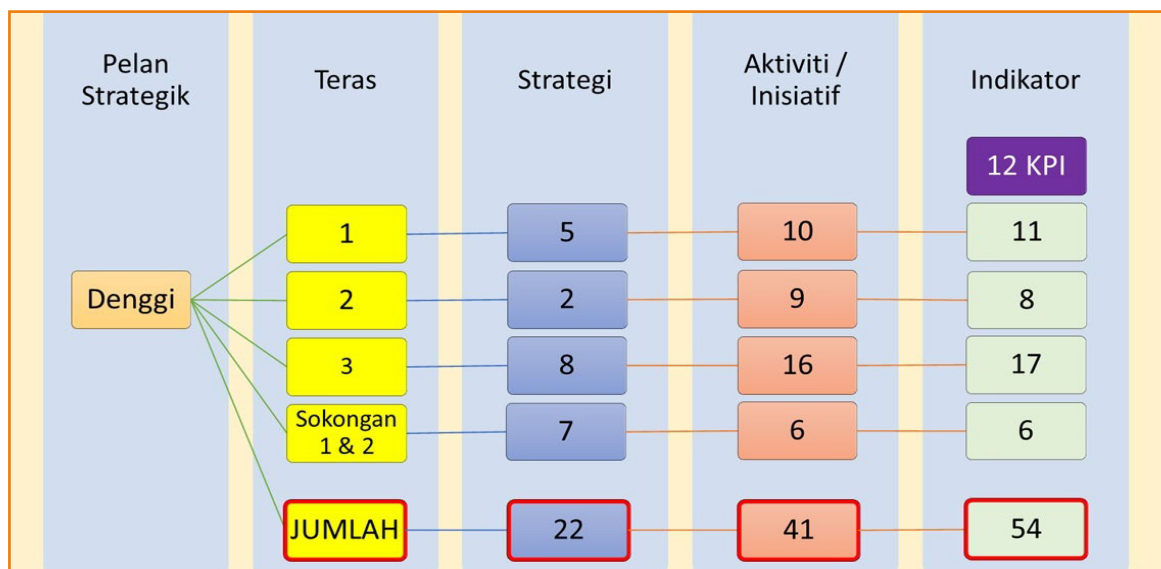 Pelan
Strategik
Teras
Strategi
Aktiviti /
Inisiatif
Indikator
12 KPI
1
5
10
11
Denggi
2
2
9
8
3
8
16
17
Sokongan
1 & 2
7
6
6
JUMLAH
22
41
54